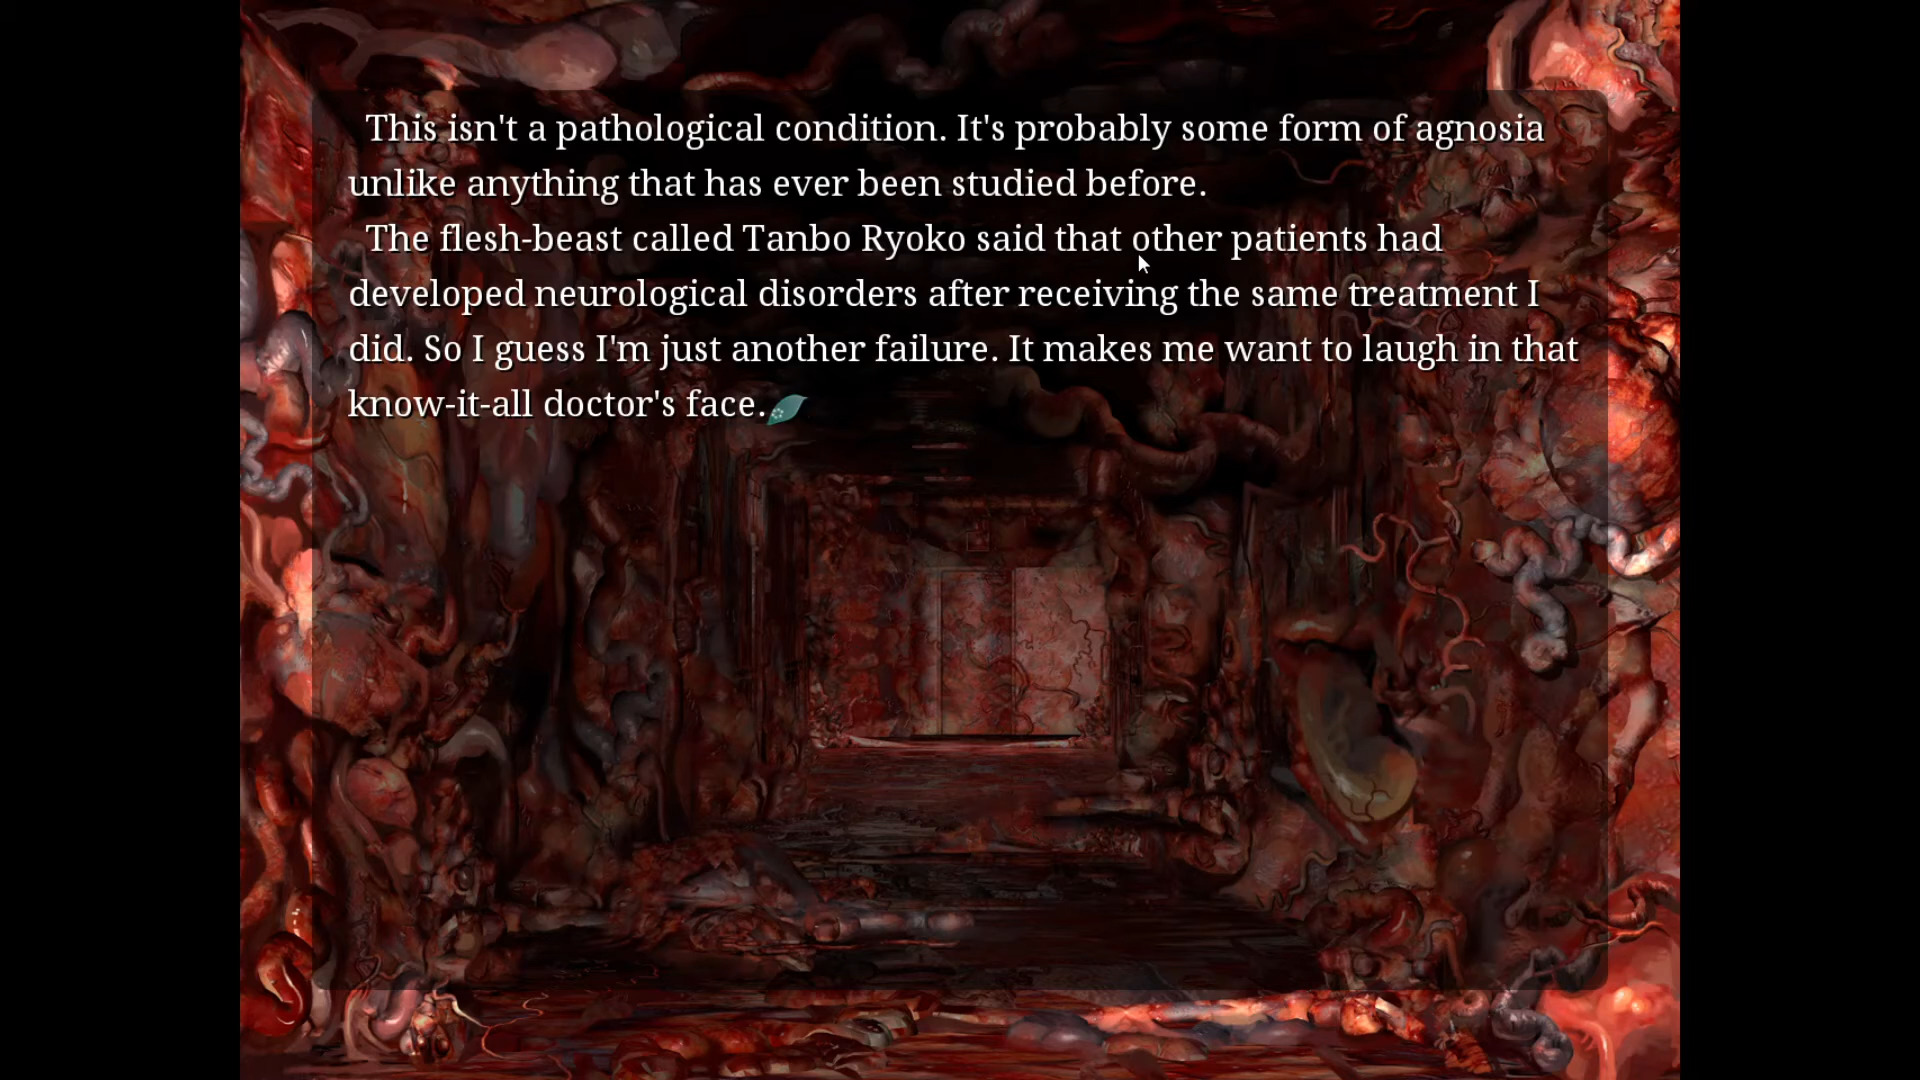 This isn't a pathological condition. It's probably some form of agnosia
unlike anything that has ever been studied before.
The flesh-beast called Tanbo Ryoko said that other patients had
developed neurological disorders after receiving the same treatment I
did. So I guess I'm just another failure. It makes me want to laugh in that
know-it-all doctor's face.